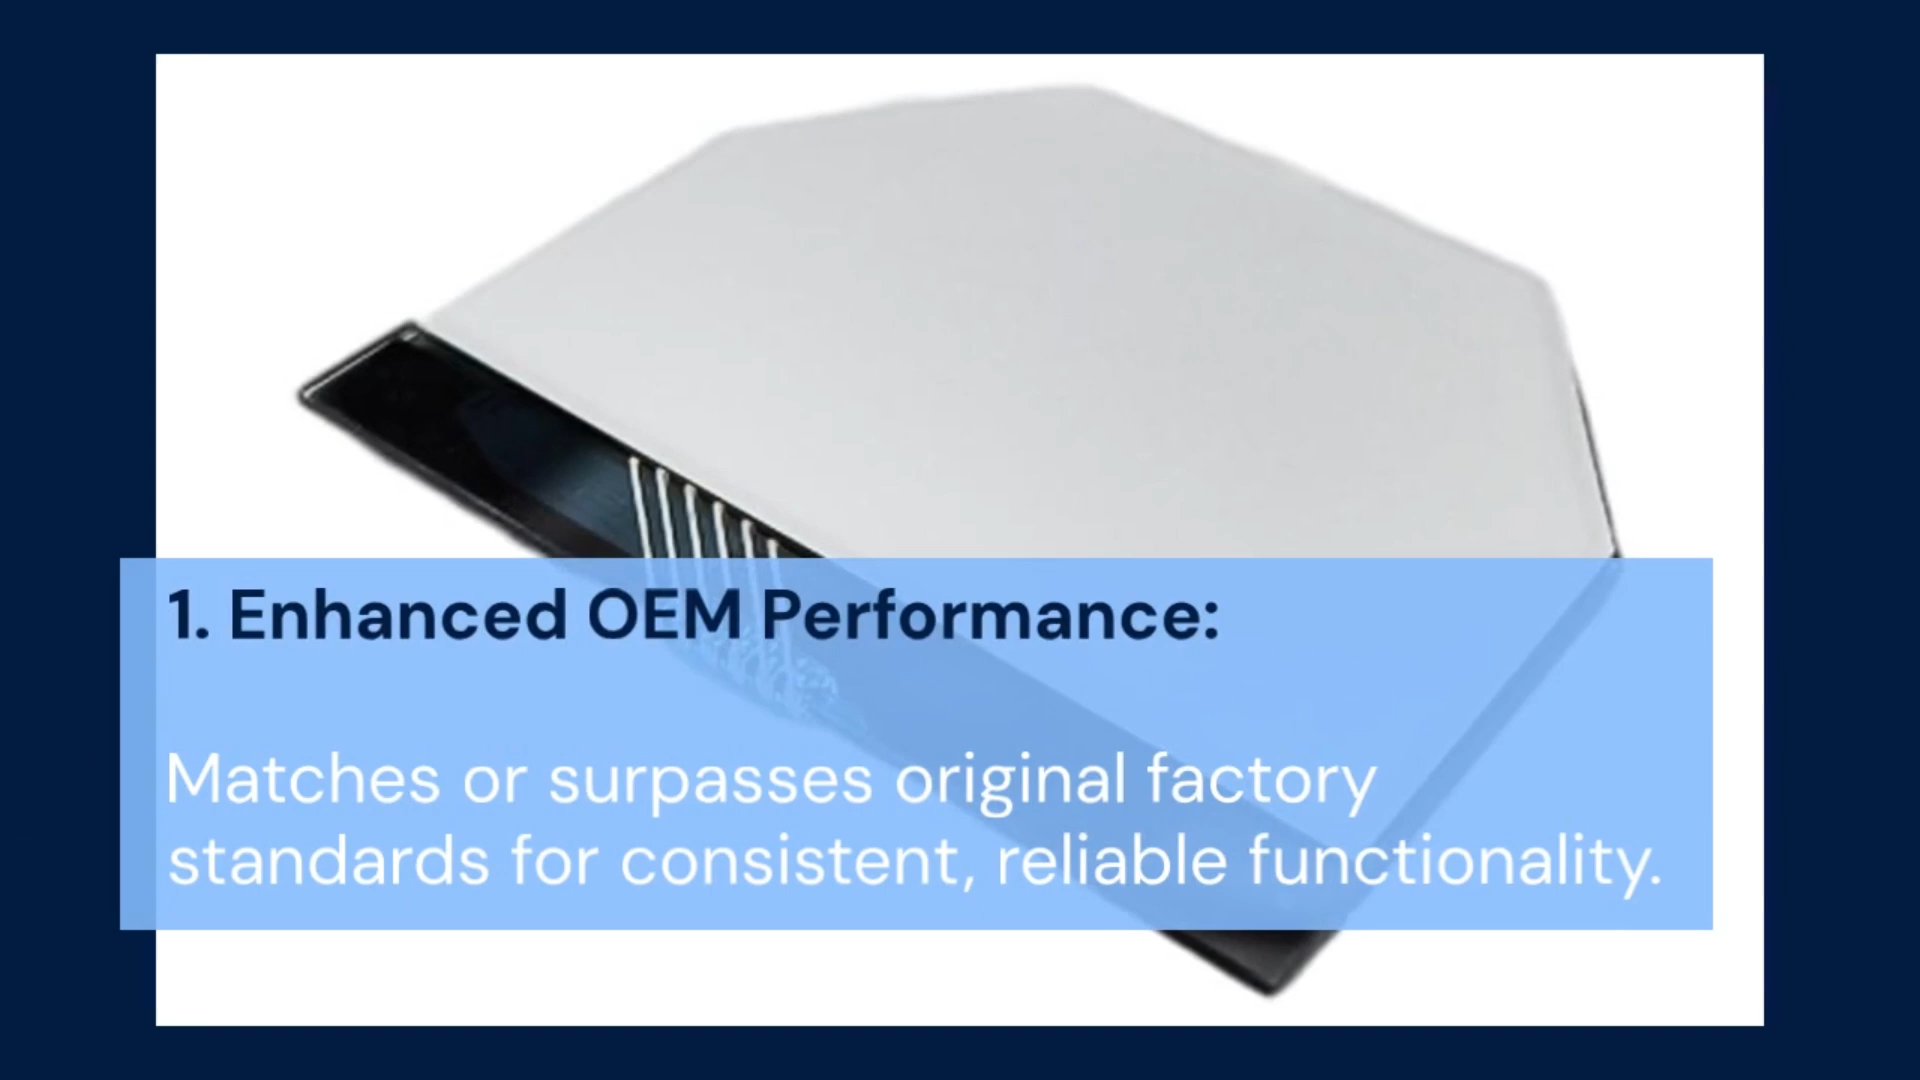 1. Enhanced OEM Performance:
Matches or surpasses original factory
standards for consistent, reliable functionality.